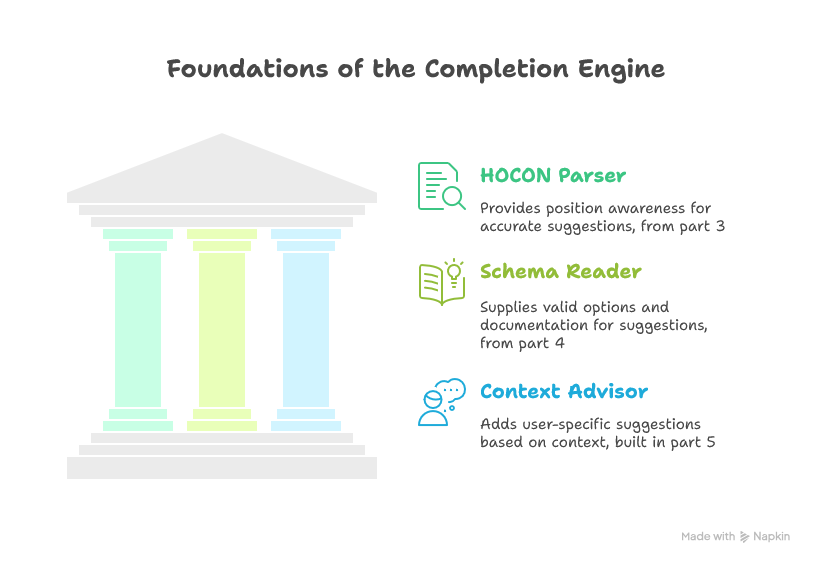 Foundations of the Completion Engine
HOCON Parser
Provides position awareness for
accurate suggestions, from part 3
Schema Reader
Supplies valid options and
documentation for suggestions,
from part 4
Context Advisor
Adds user-specific suggestions
based on context, built in part 5
Made with Napkin